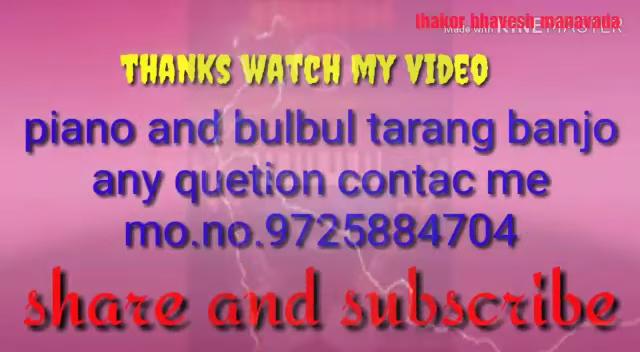 thakor bhavesh manavada
Made with KINEMASTER
THANKS WATCH MY VIDEO
piano and bulbul tarang banjo
any quetion contac me
mo.no.9725884704
share and subscribe